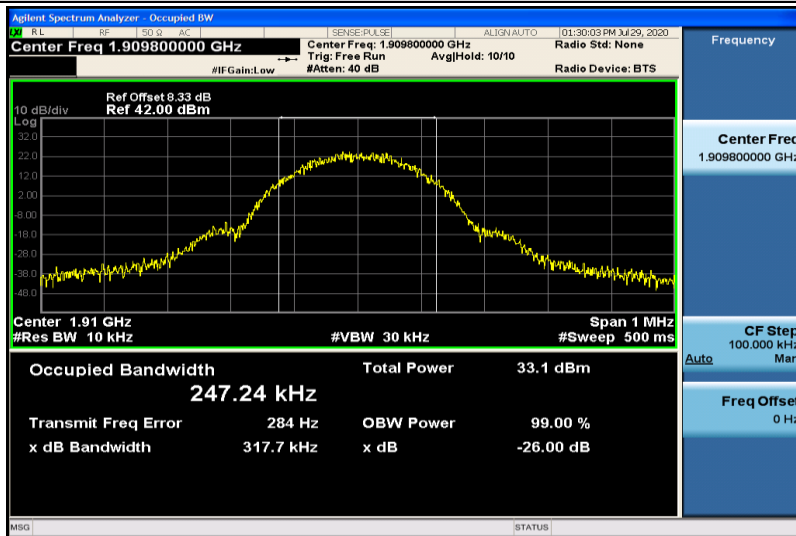 Agilent Spectrum Analyzer - Occupied BW
LXI RL RF 50 Ω AC SENSE:PULSE ALIGN AUTO 01:30:03 PM Jul 29, 2020
Center Freq 1.909800000 GHz
Center Freq: 1.909800000 GHz
Radio Std: None
Trig: Free Run Avg|Hold: 10/10
#IFGain:Low #Atten: 40 dB Radio Device: BTS
Ref Offset 8.33 dB
10 dB/div Ref 42.00 dBm
Log
32.0
22.0
12.0
2.00
-8.00
-18.0
-28.0
-38.0
-48.0
Center 1.91 GHz Span 1 MHz
#Res BW 10 kHz #VBW 30 kHz #Sweep 500 ms
Occupied Bandwidth Total Power 33.1 dBm
247.24 kHz
Transmit Freq Error 284 Hz OBW Power 99.00 %
x dB Bandwidth 317.7 kHz x dB -26.00 dB
MSG STATUS
Frequency
Center Freq
1.909800000 GHz
CF Step
100.000 kHz
Auto Man
Freq Offset
0 Hz